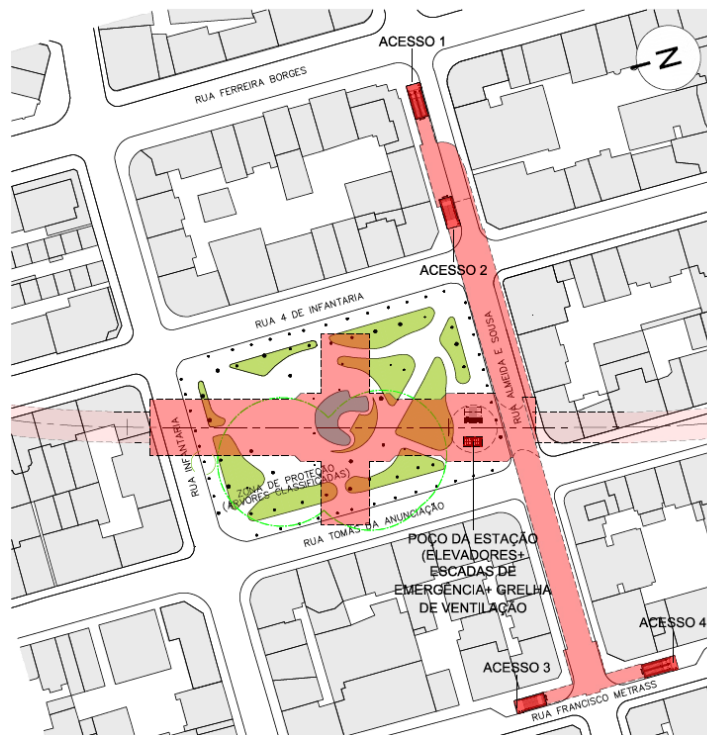 ACESSO 1
N
RUA FERREIRA BORGES
ACESSO 2
RUA 4 DE INFANTARIA
RUA ALMEIDA E SOUSA
RUA INFANTARIA
ZONA DE PROTEÇÃO
(ÁRVORES CLASSIFICADAS)
RUA TOMÁS DA ANUNCIAÇÃO
POÇO DA ESTAÇÃO
(ELEVADORES+
ESCADAS DE
EMERGÊNCIA+ GRELHA
DE VENTILAÇÃO
ACESSO 4
ACESSO 3
RUA FRANCISCO METRASS